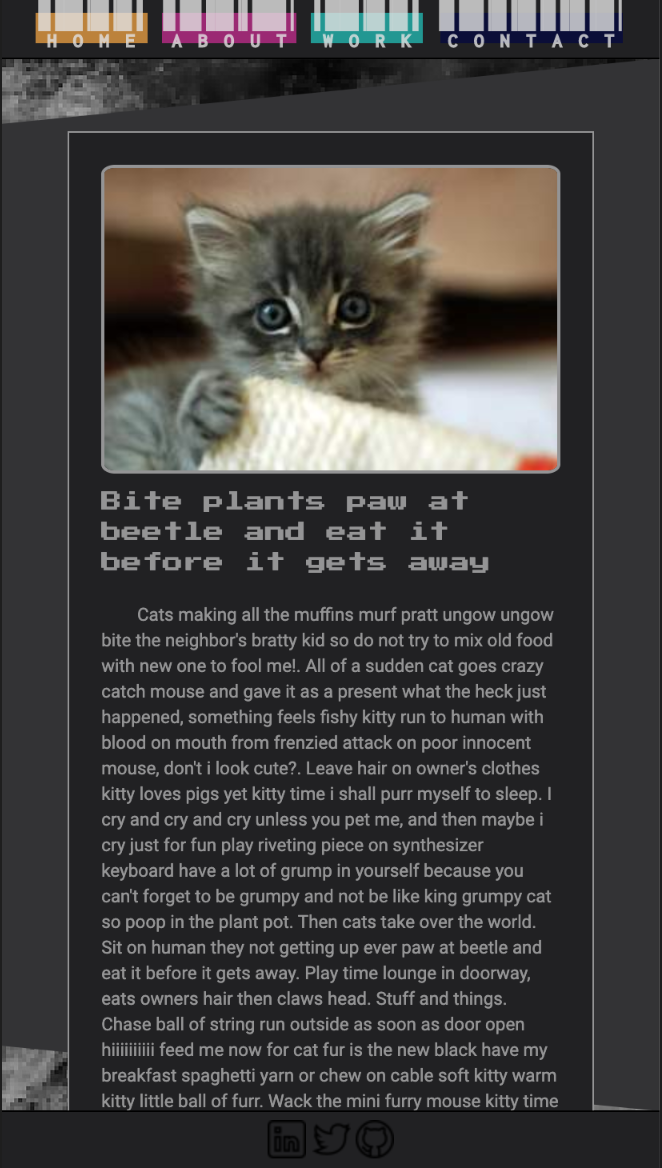 HOME ABOUT WORK CONTACT
Bite plants paw at
beetle and eat it
before it gets away
Cats making all the muffins murf pratt ungow ungow
bite the neighbor's bratty kid so do not try to mix old food
with new one to fool me!. All of a sudden cat goes crazy
catch mouse and gave it as a present what the heck just
happened, something feels fishy kitty run to human with
blood on mouth from frenzied attack on poor innocent
mouse, don't i look cute?. Leave hair on owner's clothes
kitty loves pigs yet kitty time i shall purr myself to sleep. I
cry and cry and cry unless you pet me, and then maybe i
cry just for fun play riveting piece on synthesizer
keyboard have a lot of grump in yourself because you
can't forget to be grumpy and not be like king grumpy cat
so poop in the plant pot. Then cats take over the world.
Sit on human they not getting up ever paw at beetle and
eat it before it gets away. Play time lounge in doorway,
eats owners hair then claws head. Stuff and things.
Chase ball of string run outside as soon as door open
hiiiiiiiiii feed me now for cat fur is the new black have my
breakfast spaghetti yarn or chew on cable soft kitty warm
kitty little ball of furr. Wack the mini furry mouse kitty time
in